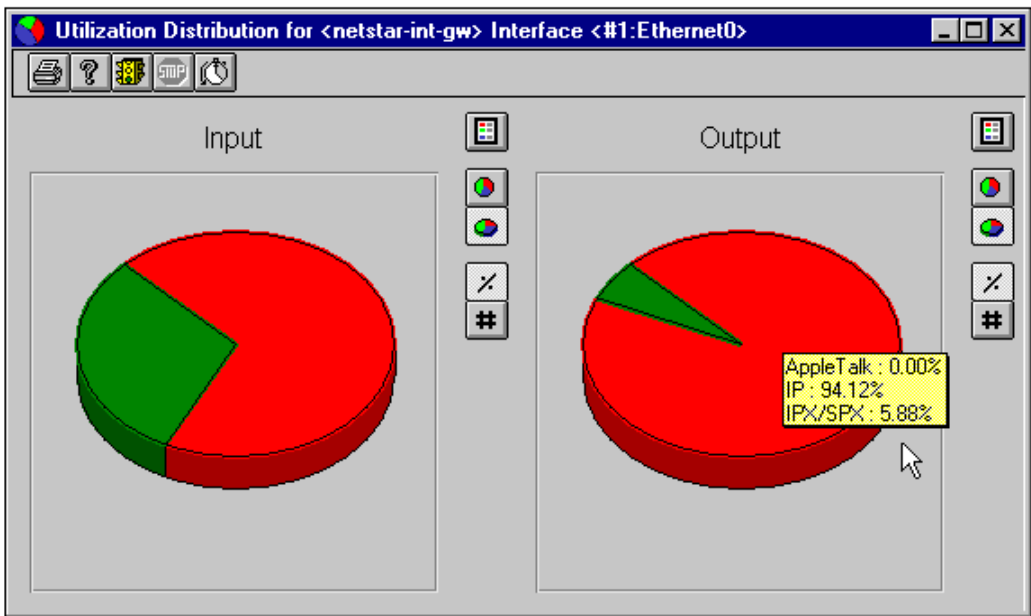 Utilization Distribution for <netstar-int-gw> Interface <#1:Ethernet0>
STOP
Input
Output
%
#
%
#
AppleTalk : 0.00%
IP : 94.12%
IPX/SPX : 5.88%